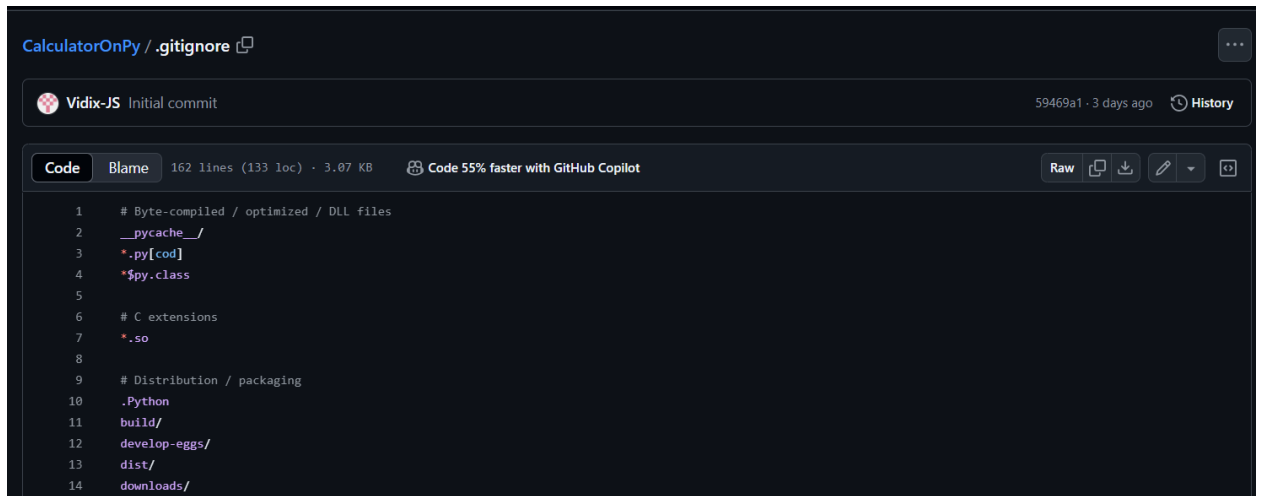 CalculatorOnPy / .gitignore
Vidix-JS Initial commit 59469a1 · 3 days ago History
Code Blame 162 lines (133 loc) · 3.07 KB Code 55% faster with GitHub Copilot Raw
1 # Byte-compiled / optimized / DLL files
2 __pycache__/
3 *.py[cod]
4 *$py.class
5
6 # C extensions
7 *.so
8
9 # Distribution / packaging
10 .Python
11 build/
12 develop-eggs/
13 dist/
14 downloads/